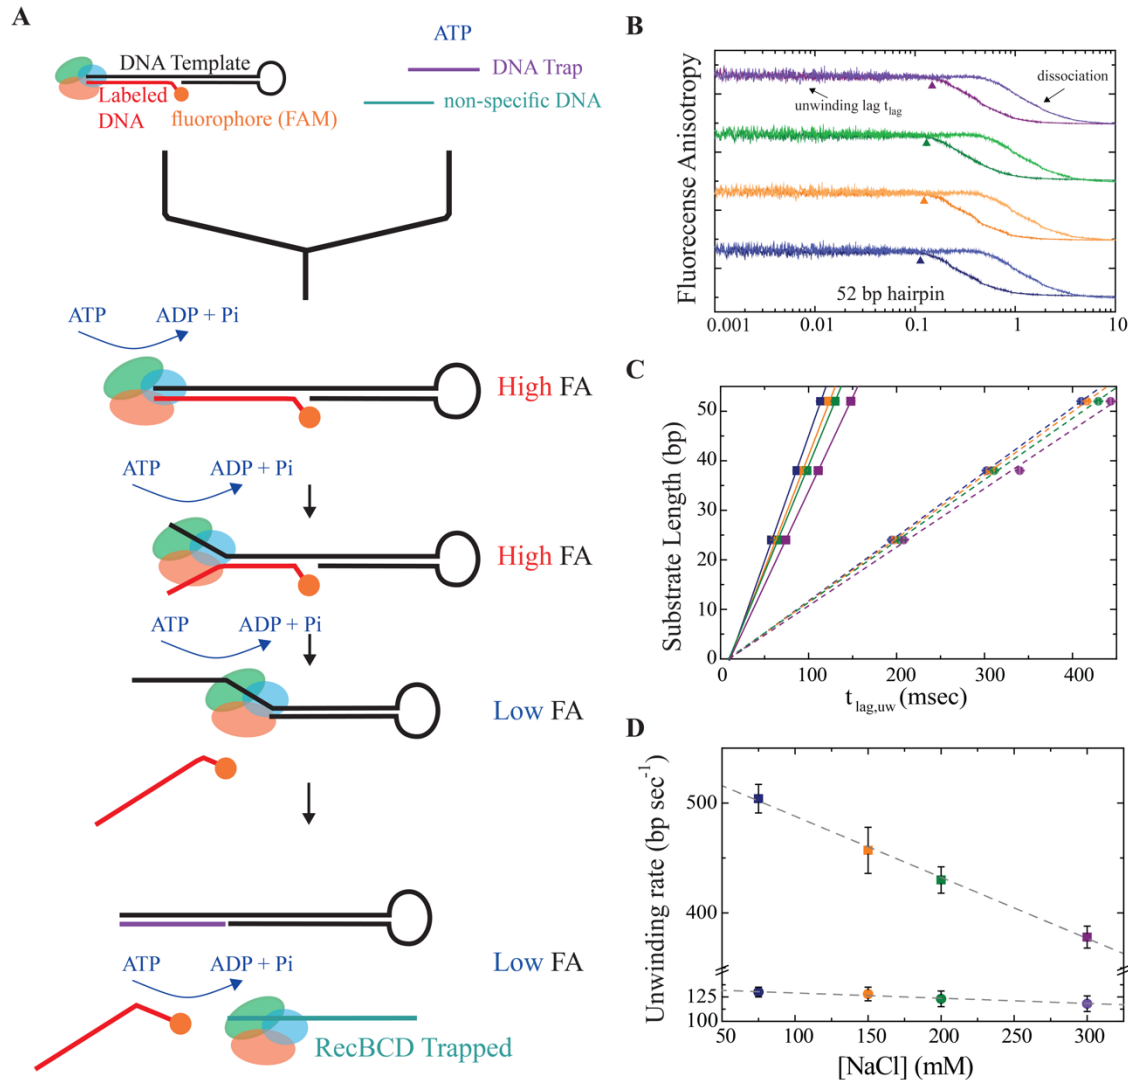 A
DNA Template
Labeled
DNA
fluorophore (FAM)
ATP
DNA Trap
non-specific DNA
ATP
ADP + Pi
High FA
ATP
ADP + Pi
High FA
ATP
ADP + Pi
Low FA
Low FA
ATP
ADP + Pi
RecBCD Trapped
B
Fluorecense Anisotropy
unwinding lag t_lag
dissociation
52 bp hairpin
0.001 0.01 0.1 1 10
C
Substrate Length (bp)
50
40
30
20
10
0
0 100 200 300 400
t_lag,uw (msec)
D
Unwinding rate (bp sec⁻¹)
500
400
125
100
50 100 150 200 250 300
[NaCl] (mM)